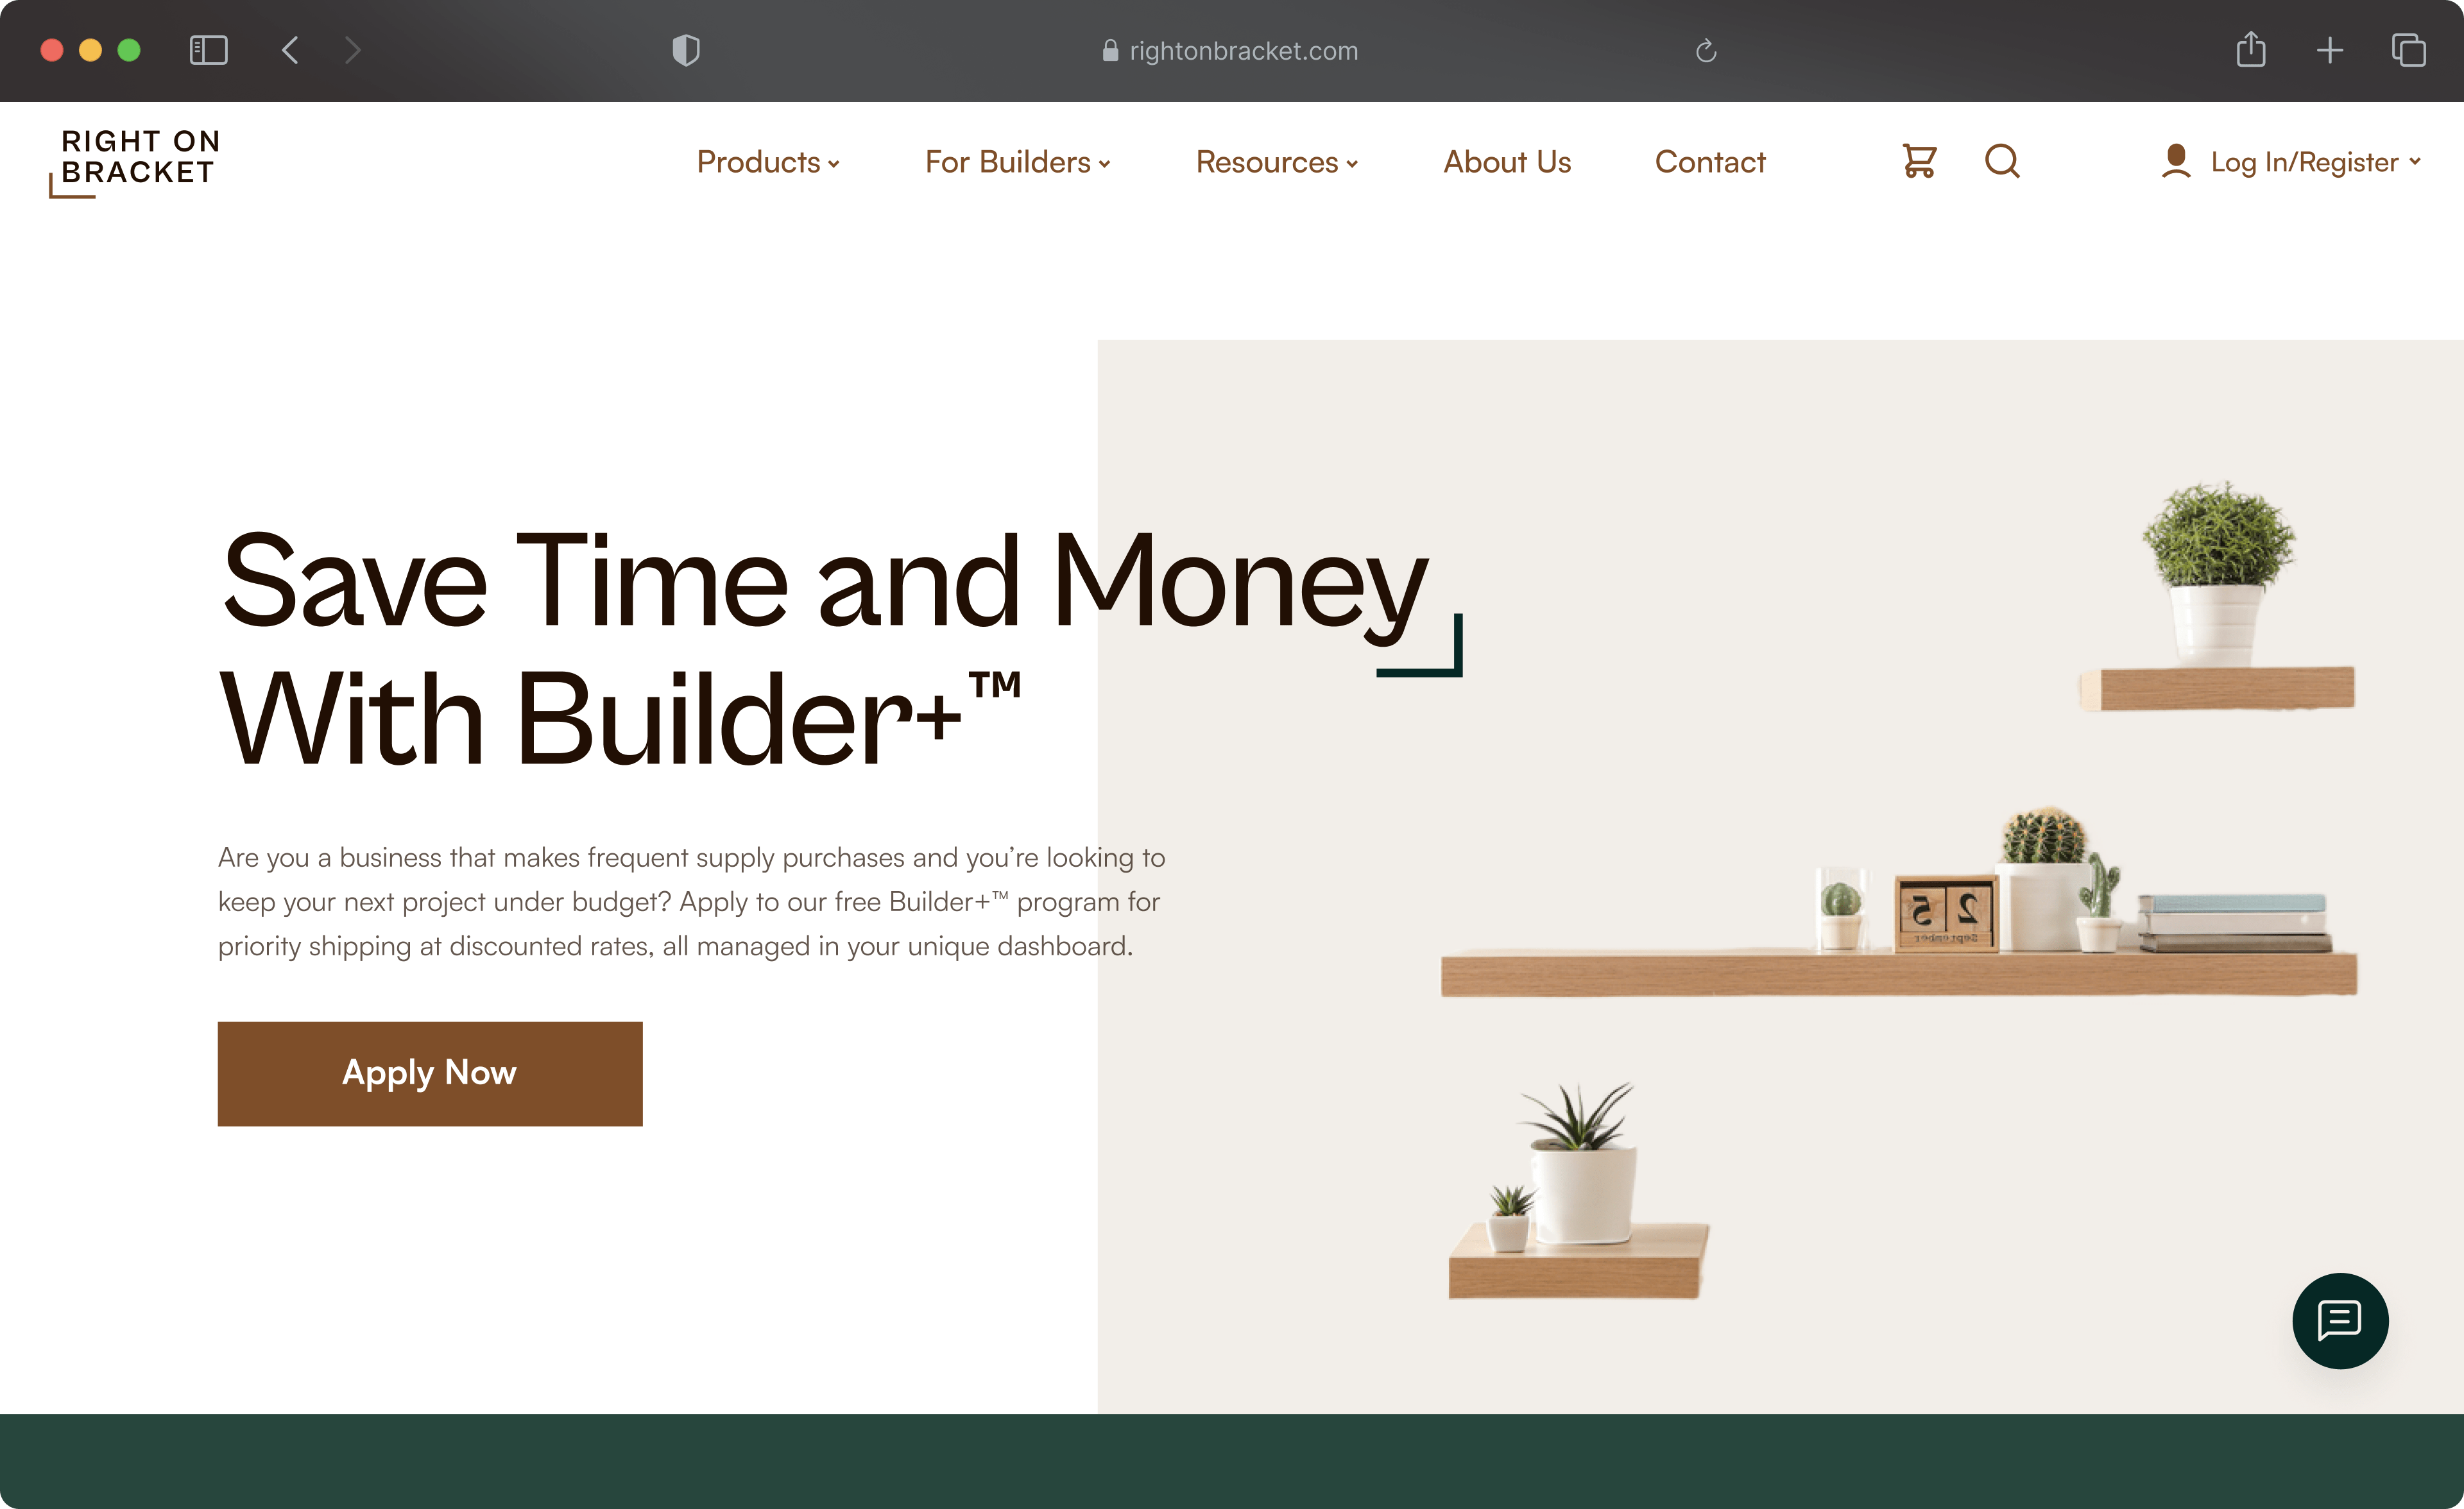 rightonbracket.com
RIGHT ON
BRACKET
Products
For Builders
Resources
About Us
Contact
Log In/Register
Save Time and Money
With Builder+™
Are you a business that makes frequent supply purchases and you’re looking to
keep your next project under budget? Apply to our free Builder+™ program for
priority shipping at discounted rates, all managed in your unique dashboard.
25
September
Apply Now